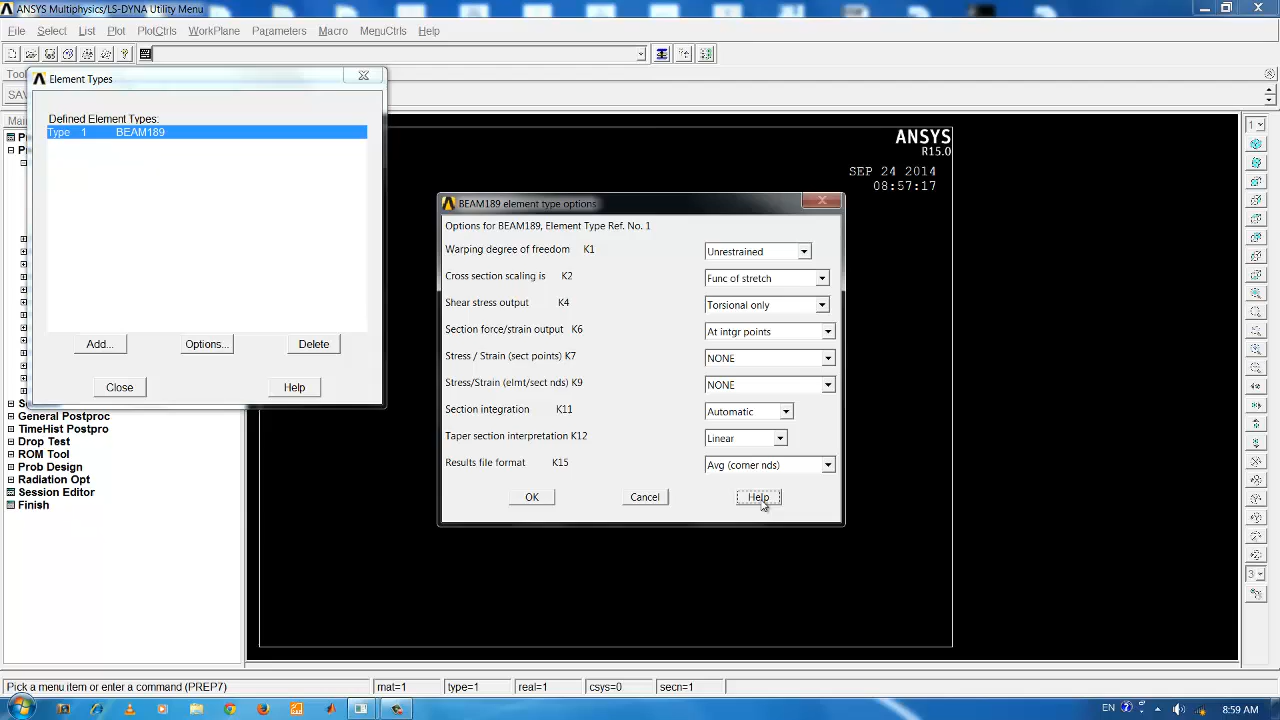 ANSYS Multiphysics/LS-DYNA Utility Menu
File Select List Plot PlotCtrls WorkPlane Parameters Macro MenuCtrls Help
Element Types
Defined Element Types:
Type 1 BEAM189
Add... Options... Delete
Close Help
General Postproc
TimeHist Postpro
Drop Test
ROM Tool
Prob Design
Radiation Opt
Session Editor
Finish
ANSYS
R15.0
SEP 24 2014
08:57:17
BEAM189 element type options
Options for BEAM189, Element Type Ref. No. 1
Warping degree of freedom K1 Unrestrained
Cross section scaling is K2 Func of stretch
Shear stress output K4 Torsional only
Section force/strain output K6 At intgr points
Stress / Strain (sect points) K7 NONE
Stress/Strain (elmt/sect nds) K9 NONE
Section integration K11 Automatic
Taper section interpretation K12 Linear
Results file format K15 Avg (corner nds)
OK Cancel Help
1
3
Pick a menu item or enter a command (PREP7) mat=1 type=1 real=1 csys=0 secn=1
EN 8:59 AM